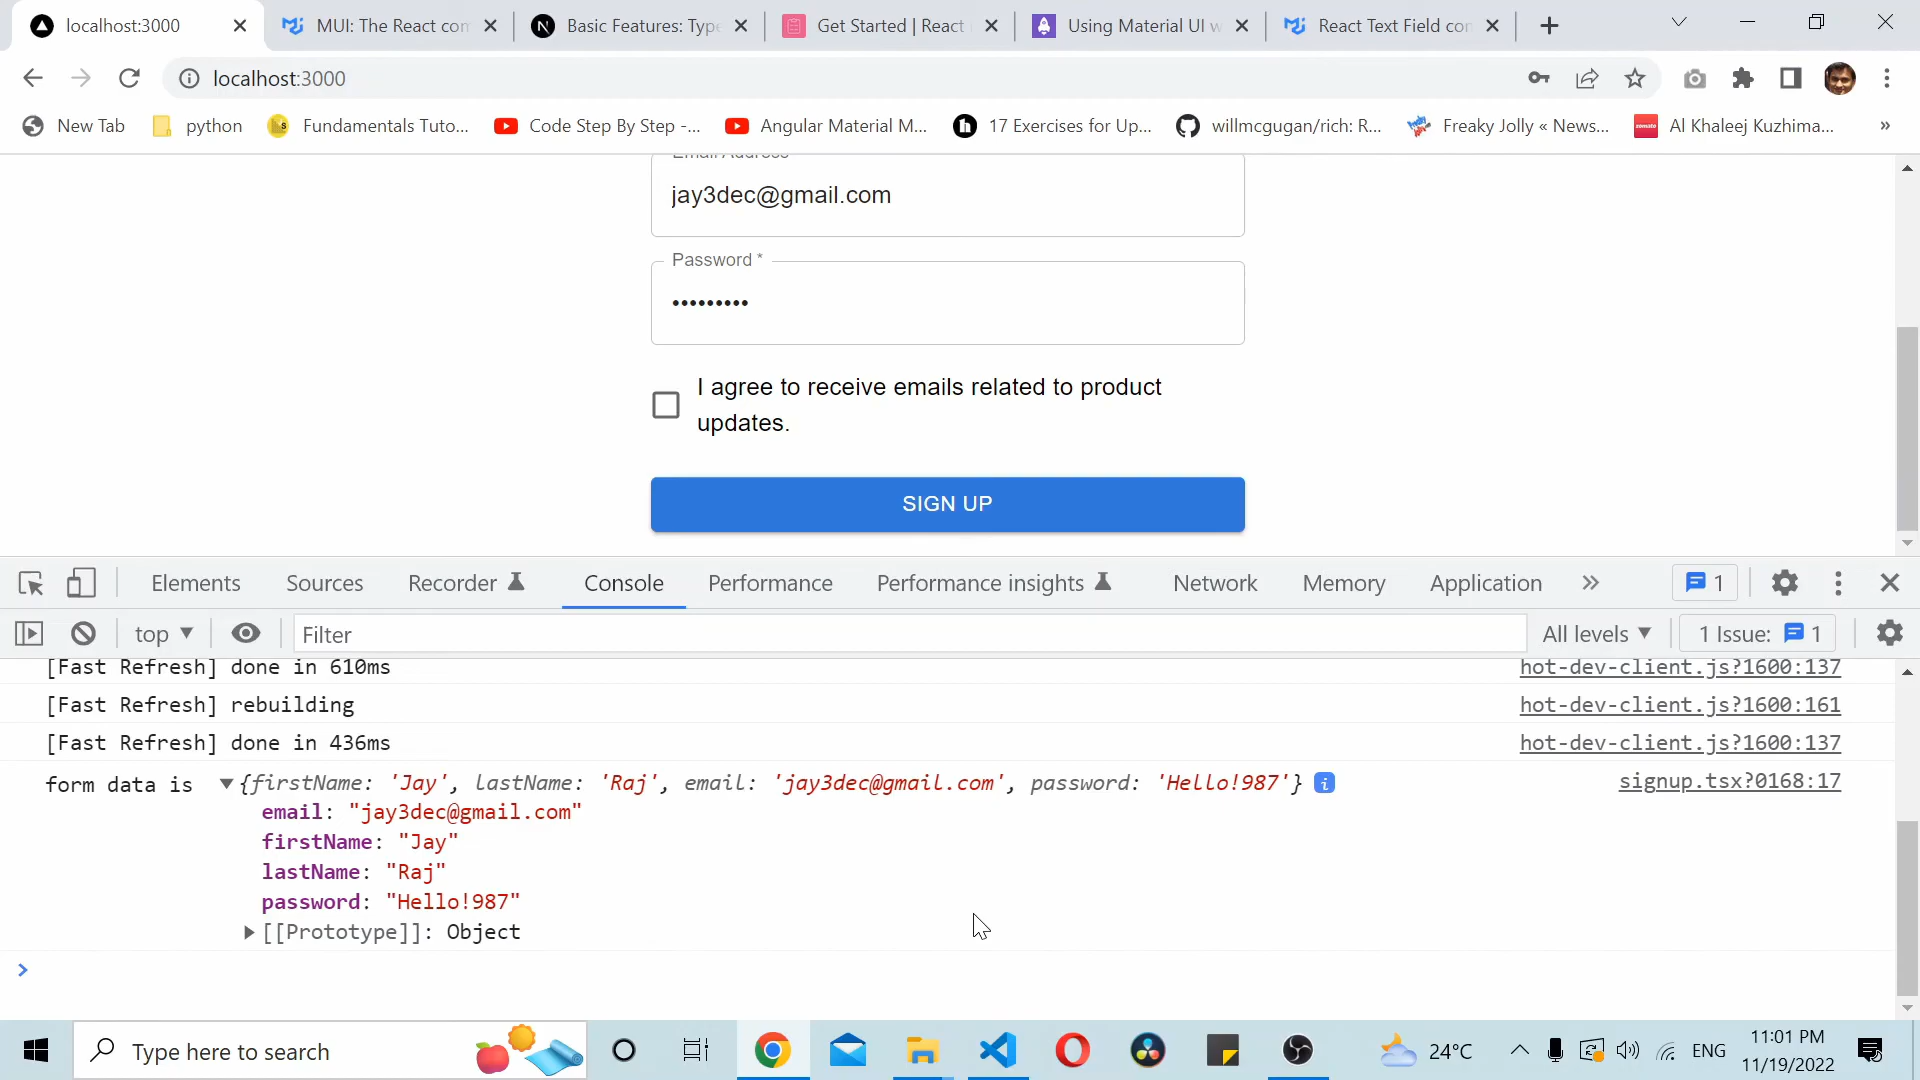 localhost:3000
MUI: The React con
Basic Features: Type
Get Started | React
Using Material UI w
React Text Field con
localhost:3000
New Tab
python
Fundamentals Tuto...
Code Step By Step -...
Angular Material M...
17 Exercises for Up...
willmcgugan/rich: R...
Freaky Jolly « News...
Al Khaleej Kuzhima...
»
Email Address
jay3dec@gmail.com
Password *
•••••••••
I agree to receive emails related to product
updates.
SIGN UP
Elements
Sources
Recorder
Console
Performance
Performance insights
Network
Memory
Application
»
1
top
Filter
All levels
1 Issue: 1
[Fast Refresh] done in 610ms hot-dev-client.js?1600:137
[Fast Refresh] rebuilding hot-dev-client.js?1600:161
[Fast Refresh] done in 436ms hot-dev-client.js?1600:137
form data is {firstName: 'Jay', lastName: 'Raj', email: 'jay3dec@gmail.com', password: 'Hello!987'} signup.tsx?0168:17
email: "jay3dec@gmail.com"
firstName: "Jay"
lastName: "Raj"
password: "Hello!987"
[[Prototype]]: Object
Type here to search
24°C
ENG
11:01 PM
11/19/2022